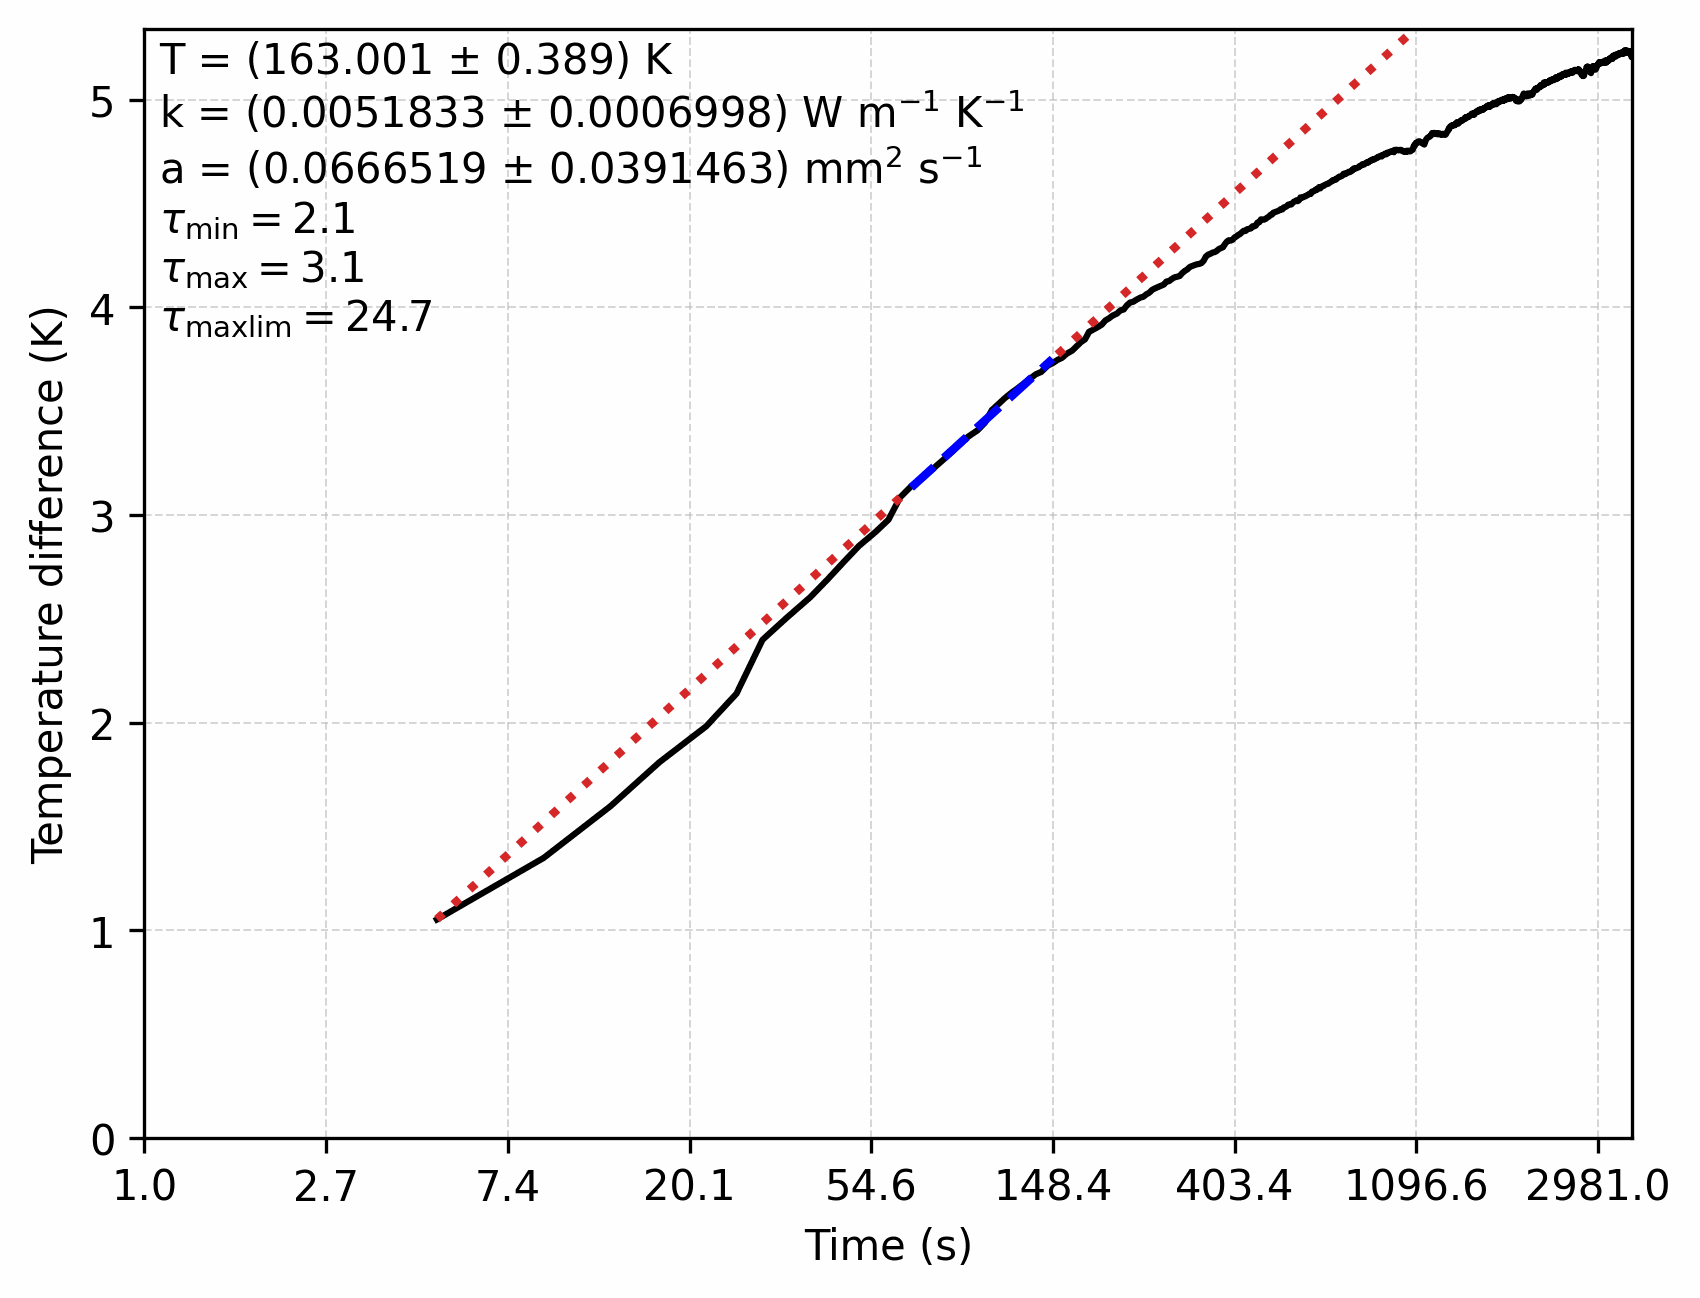 T = (163.001 ± 0.389) K
k = (0.0051833 ± 0.0006998) W m⁻¹ K⁻¹
a = (0.0666519 ± 0.0391463) mm² s⁻¹
τmin = 2.1
τmax = 3.1
τmaxlim = 24.7
5
4
3
2
1
0
Temperature difference (K)
1.0 2.7 7.4 20.1 54.6 148.4 403.4 1096.6 2981.0
Time (s)